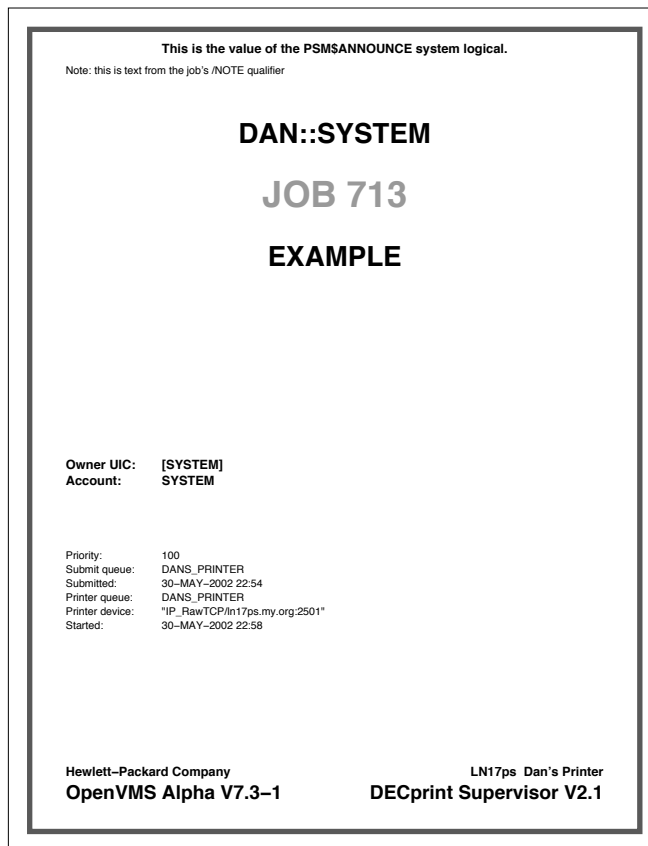 This is the value of the PSM$ANNOUNCE system logical.
Note: this is text from the job's /NOTE qualifier
DAN::SYSTEM
JOB 713
EXAMPLE
Owner UIC: [SYSTEM]
Account: SYSTEM
Priority: 100
Submit queue: DANS_PRINTER
Submitted: 30−MAY−2002 22:54
Printer queue: DANS_PRINTER
Printer device: "IP_RawTCP/ln17ps.my.org:2501"
Started: 30−MAY−2002 22:58
Hewlett−Packard Company LN17ps Dan's Printer
OpenVMS Alpha V7.3−1 DECprint Supervisor V2.1